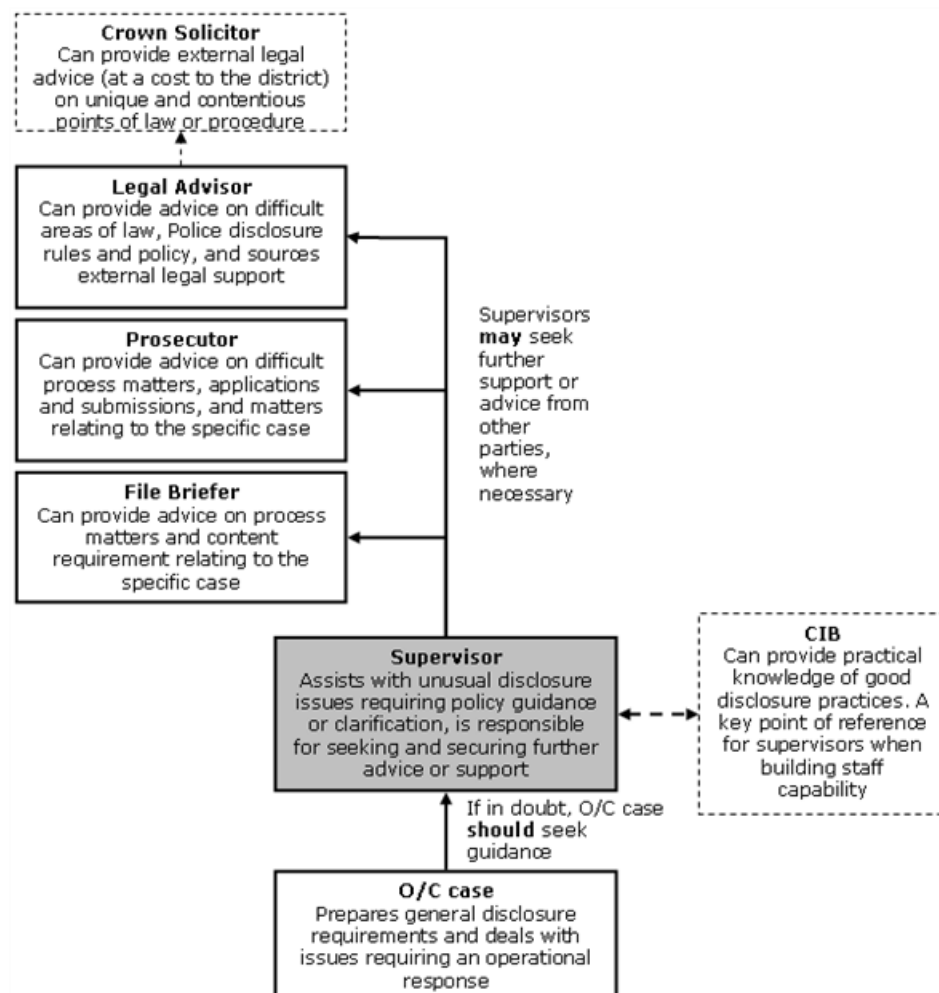 Crown Solicitor
Can provide external legal
advice (at a cost to the district)
on unique and contentious
points of law or procedure
Legal Advisor
Can provide advice on difficult
areas of law, Police disclosure
rules and policy, and sources
external legal support
Prosecutor
Can provide advice on difficult
process matters, applications
and submissions, and matters
relating to the specific case
File Briefer
Can provide advice on process
matters and content
requirement relating to the
specific case
Supervisors
may seek
further
support or
advice from
other
parties,
where
necessary
Supervisor
Assists with unusual disclosure
issues requiring policy guidance
or clarification, is responsible
for seeking and securing further
advice or support
CIB
Can provide practical
knowledge of good
disclosure practices. A
key point of reference
for supervisors when
building staff
capability
If in doubt, O/C case
should seek
guidance
O/C case
Prepares general disclosure
requirements and deals with
issues requiring an operational
response